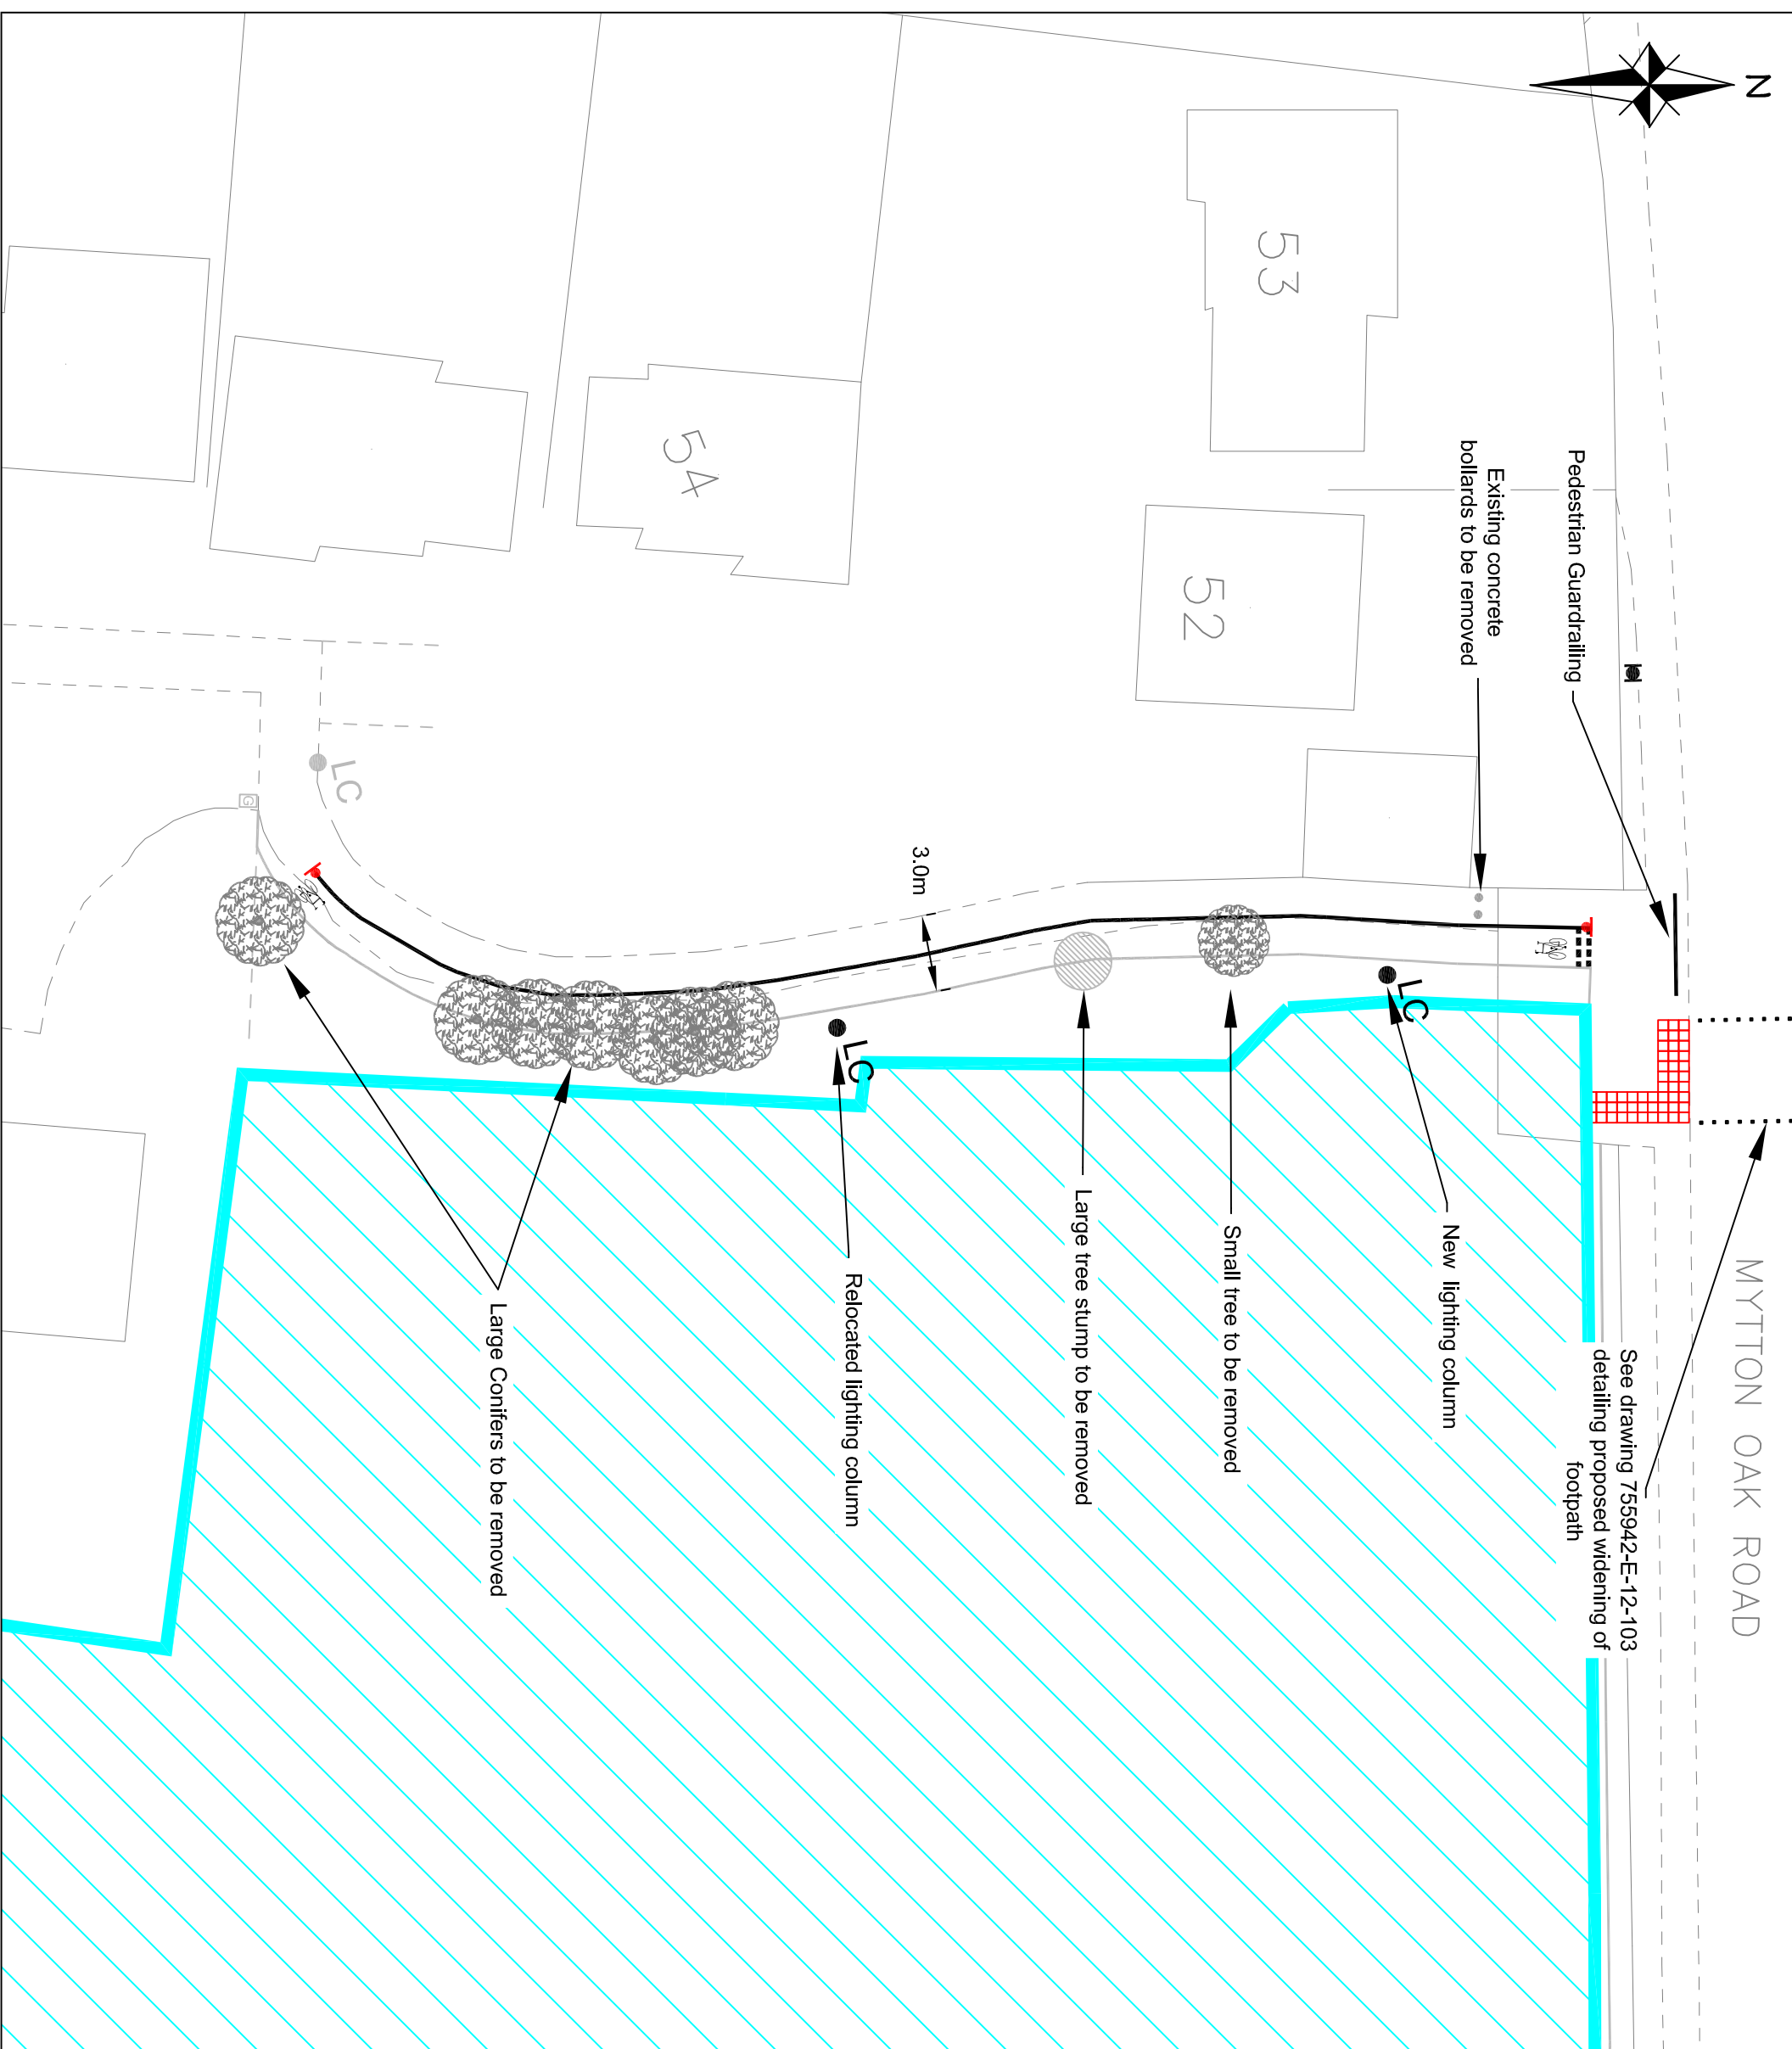 N
MYTTON OAK ROAD
Pedestrian Guardrailing
Existing concrete
bollards to be removed
See drawing 755942-E-12-103
detailing proposed widening of
footpath
53
52
54
New lighting column
LC
Small tree to be removed
Large tree stump to be removed
3.0m
LC
Relocated lighting column
Large Conifers to be removed
LC
G